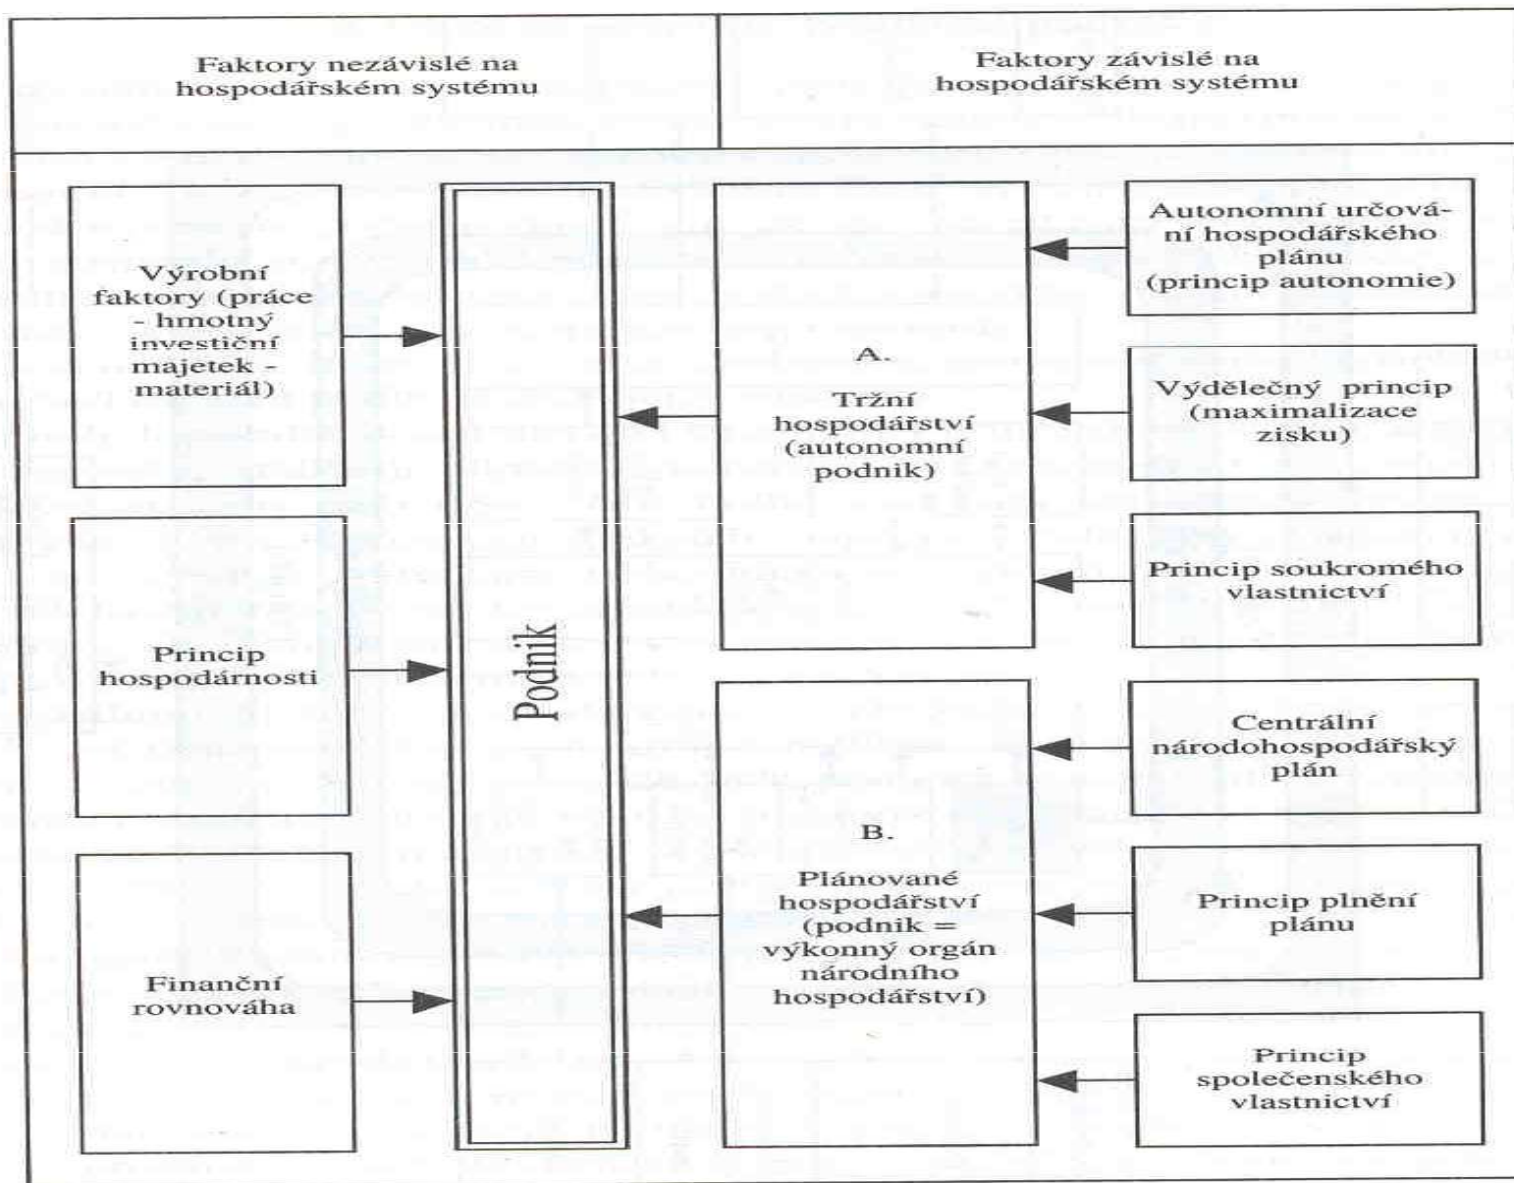 Faktory nezávislé na
hospodářském systému
Faktory závislé na
hospodářském systému
Výrobní
faktory (práce
- hmotný
investiční
majetek -
materiál)
Princip
hospodárnosti
Finanční
rovnováha
Podnik
A.
Tržní
hospodářství
(autonomní
podnik)
B.
Plánované
hospodářství
(podnik =
výkonný orgán
národního
hospodářství)
Autonomní určová-
ní hospodářského
plánu
(princip autonomie)
Výdělečný princip
(maximalizace
zisku)
Princip soukromého
vlastnictví
Centrální
národohospodářský
plán
Princip plnění
plánu
Princip
společenského
vlastnictví